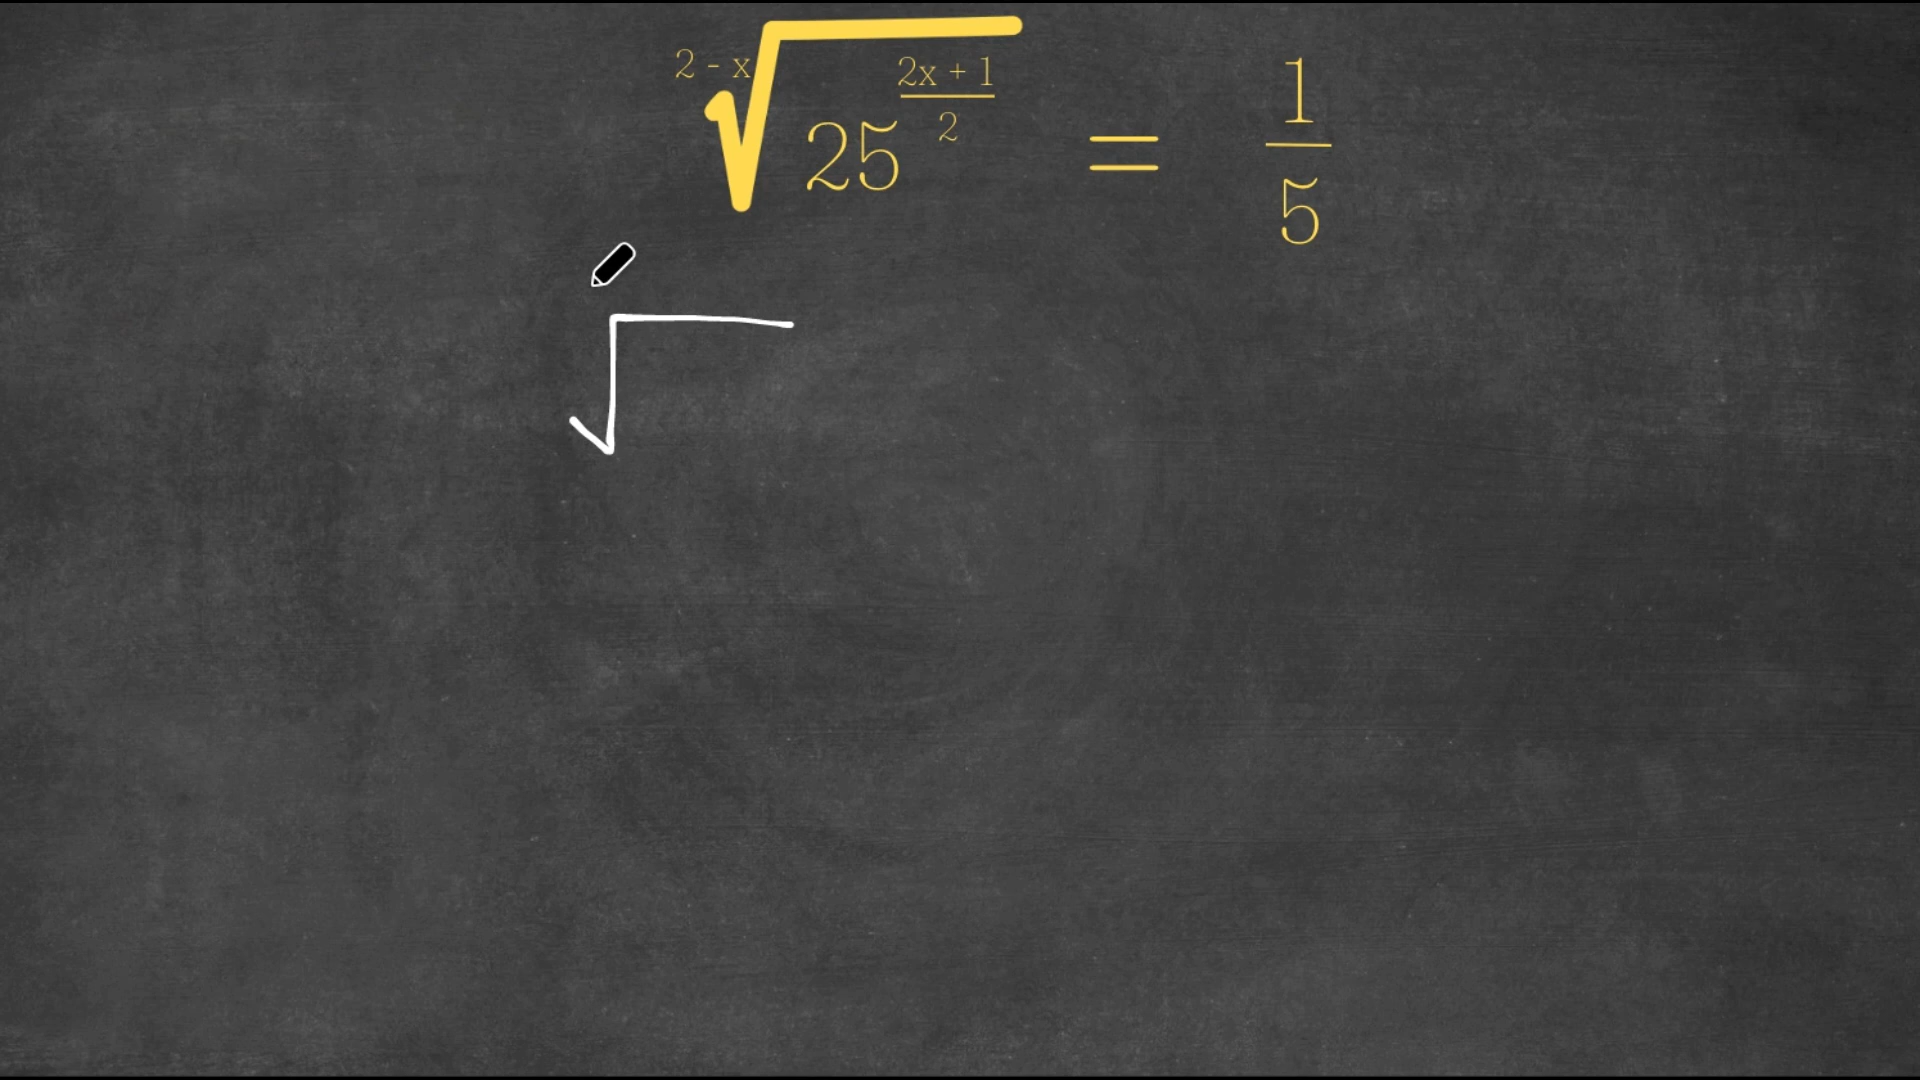 2 - x √ 25 2x + 1 / 2 = 1 / 5
√